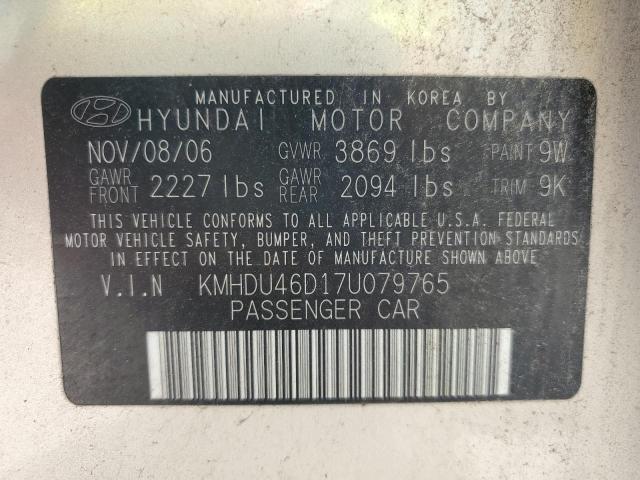 MANUFACTURED IN KOREA BY
HYUNDAI MOTOR COMPANY
NOV/08/06 GVWR 3869 lbs PAINT 9W
GAWR FRONT 2227 lbs GAWR REAR 2094 lbs TRIM 9K
THIS VEHICLE CONFORMS TO ALL APPLICABLE U.S.A. FEDERAL
MOTOR VEHICLE SAFETY, BUMPER, AND THEFT PREVENTION STANDARDS
IN EFFECT ON THE DATE OF MANUFACTURE SHOWN ABOVE
V.I.N KMHDU46D17U079765
PASSENGER CAR